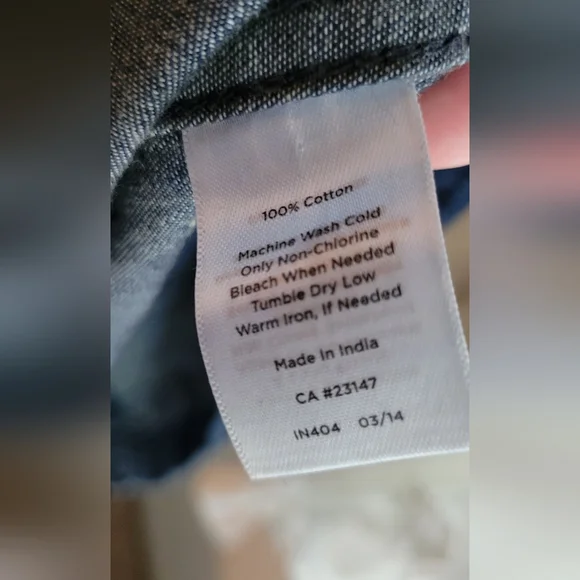 100% Cotton
Machine Wash Cold
Only Non-Chlorine
Bleach When Needed
Tumble Dry Low
Warm Iron, If Needed
Made in India
CA #23147
IN404 03/14